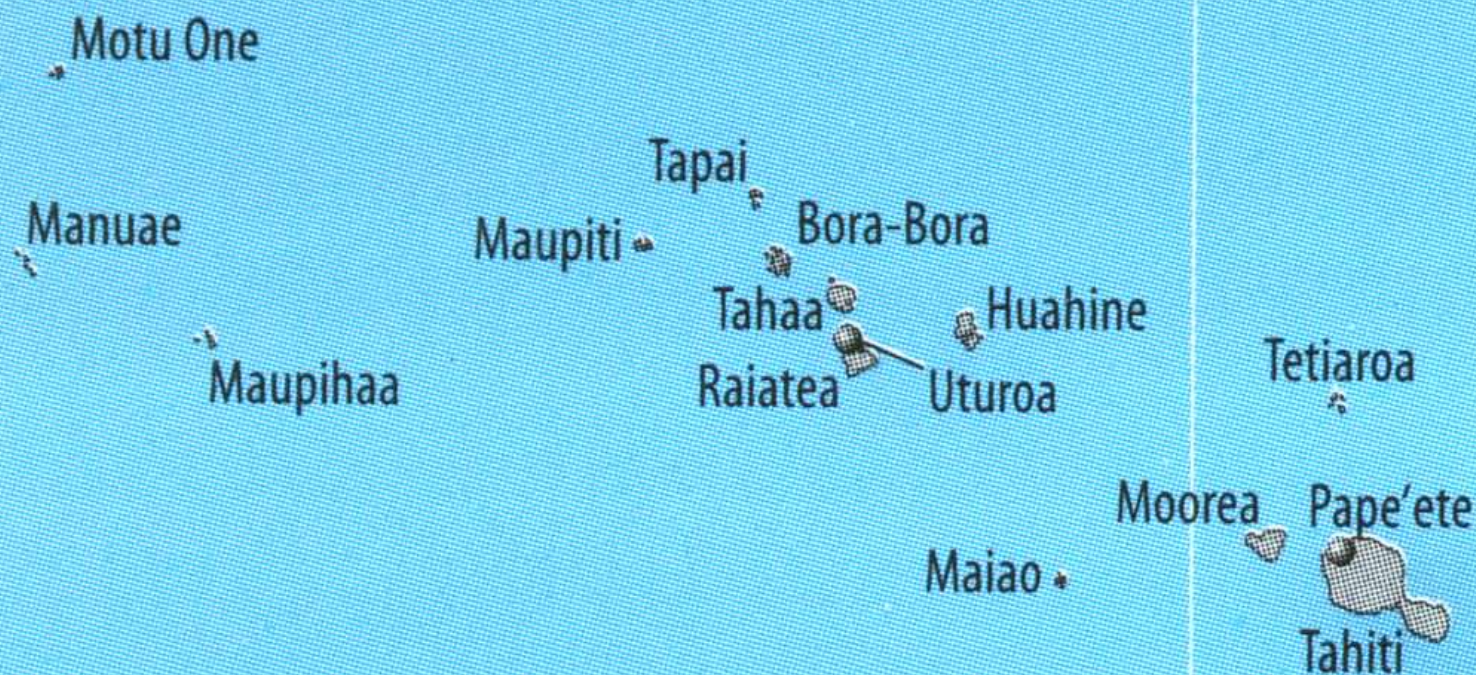 Motu One
Tapai
Manuae
Maupiti
Bora-Bora
Tahaa
Huahine
Maupihaa
Raiatea
Uturoa
Tetiaroa
Moorea
Pape’ete
Maiao
Tahiti